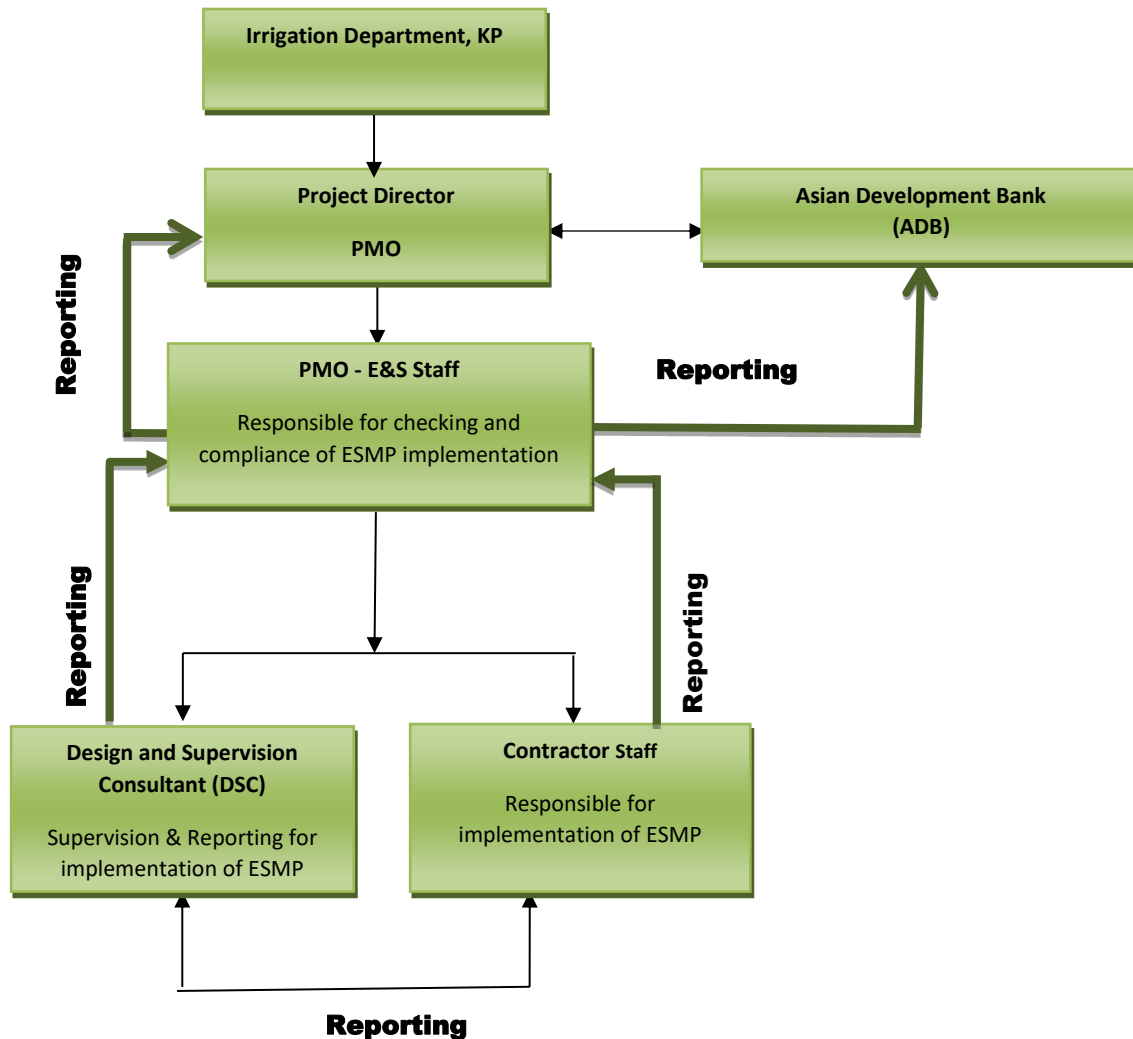 Irrigation Department, KP
Project Director
PMO
Asian Development Bank
(ADB)
Reporting
PMO - E&S Staff
Responsible for checking and
compliance of ESMP implementation
Reporting
Reporting
Reporting
Design and Supervision
Consultant (DSC)
Supervision & Reporting for
implementation of ESMP
Contractor Staff
Responsible for
implementation of ESMP
Reporting